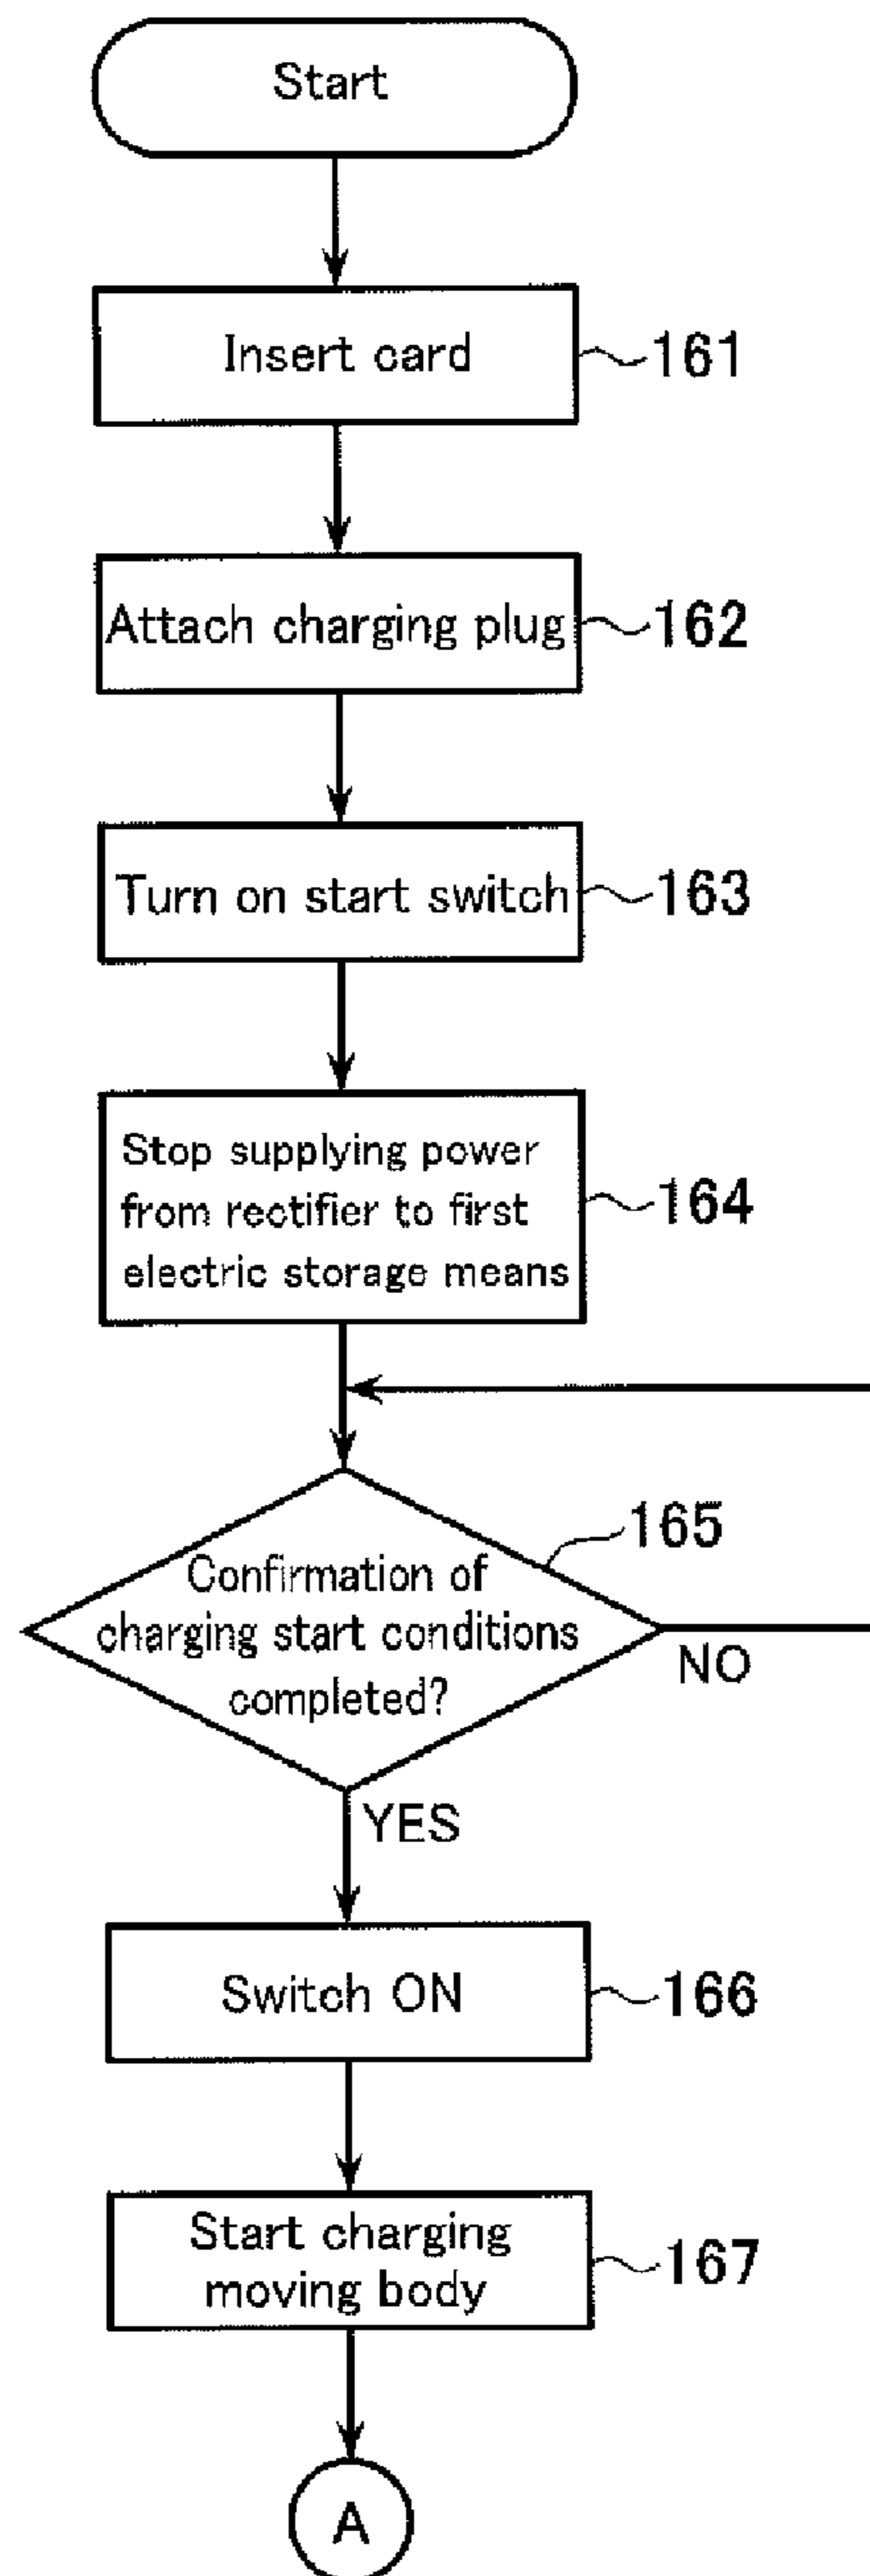 Start
Insert card
161
Attach charging plug
162
Turn on start switch
163
Stop supplying power
from rectifier to first
electric storage means
164
165
Confirmation of
charging start conditions
completed?
NO
YES
Switch ON
166
Start charging
moving body
167
A